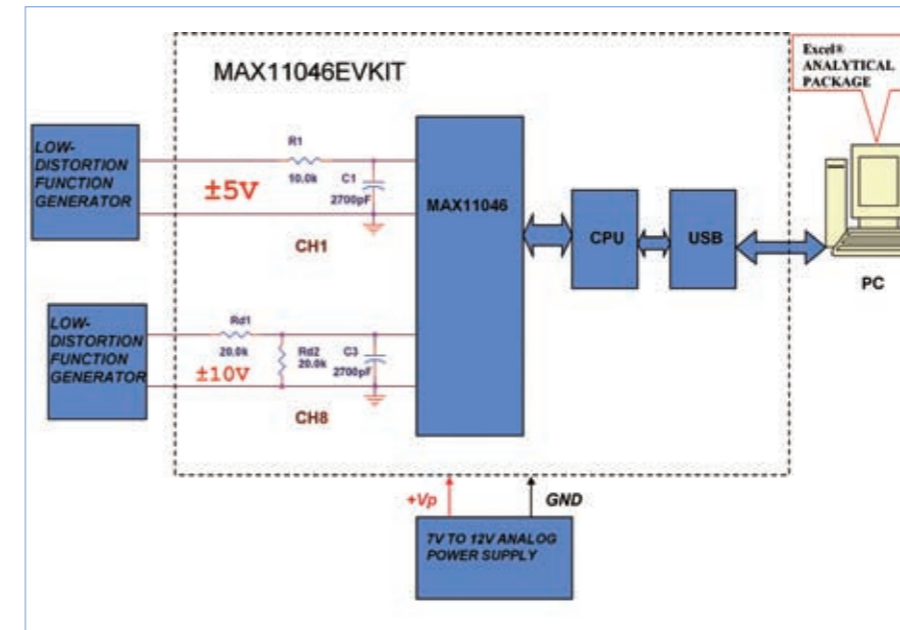 MAX11046EVKIT
Excel®
ANALYTICAL
PACKAGE
LOW-
DISTORTION
FUNCTION
GENERATOR
±5V
R1
10.0k
C1
2700pF
CH1
MAX11046
CPU
USB
PC
LOW-
DISTORTION
FUNCTION
GENERATOR
±10V
Rd1
20.0k
Rd2
20.0k
C3
2700pF
CH8
+Vp
GND
7V TO 12V ANALOG
POWER SUPPLY